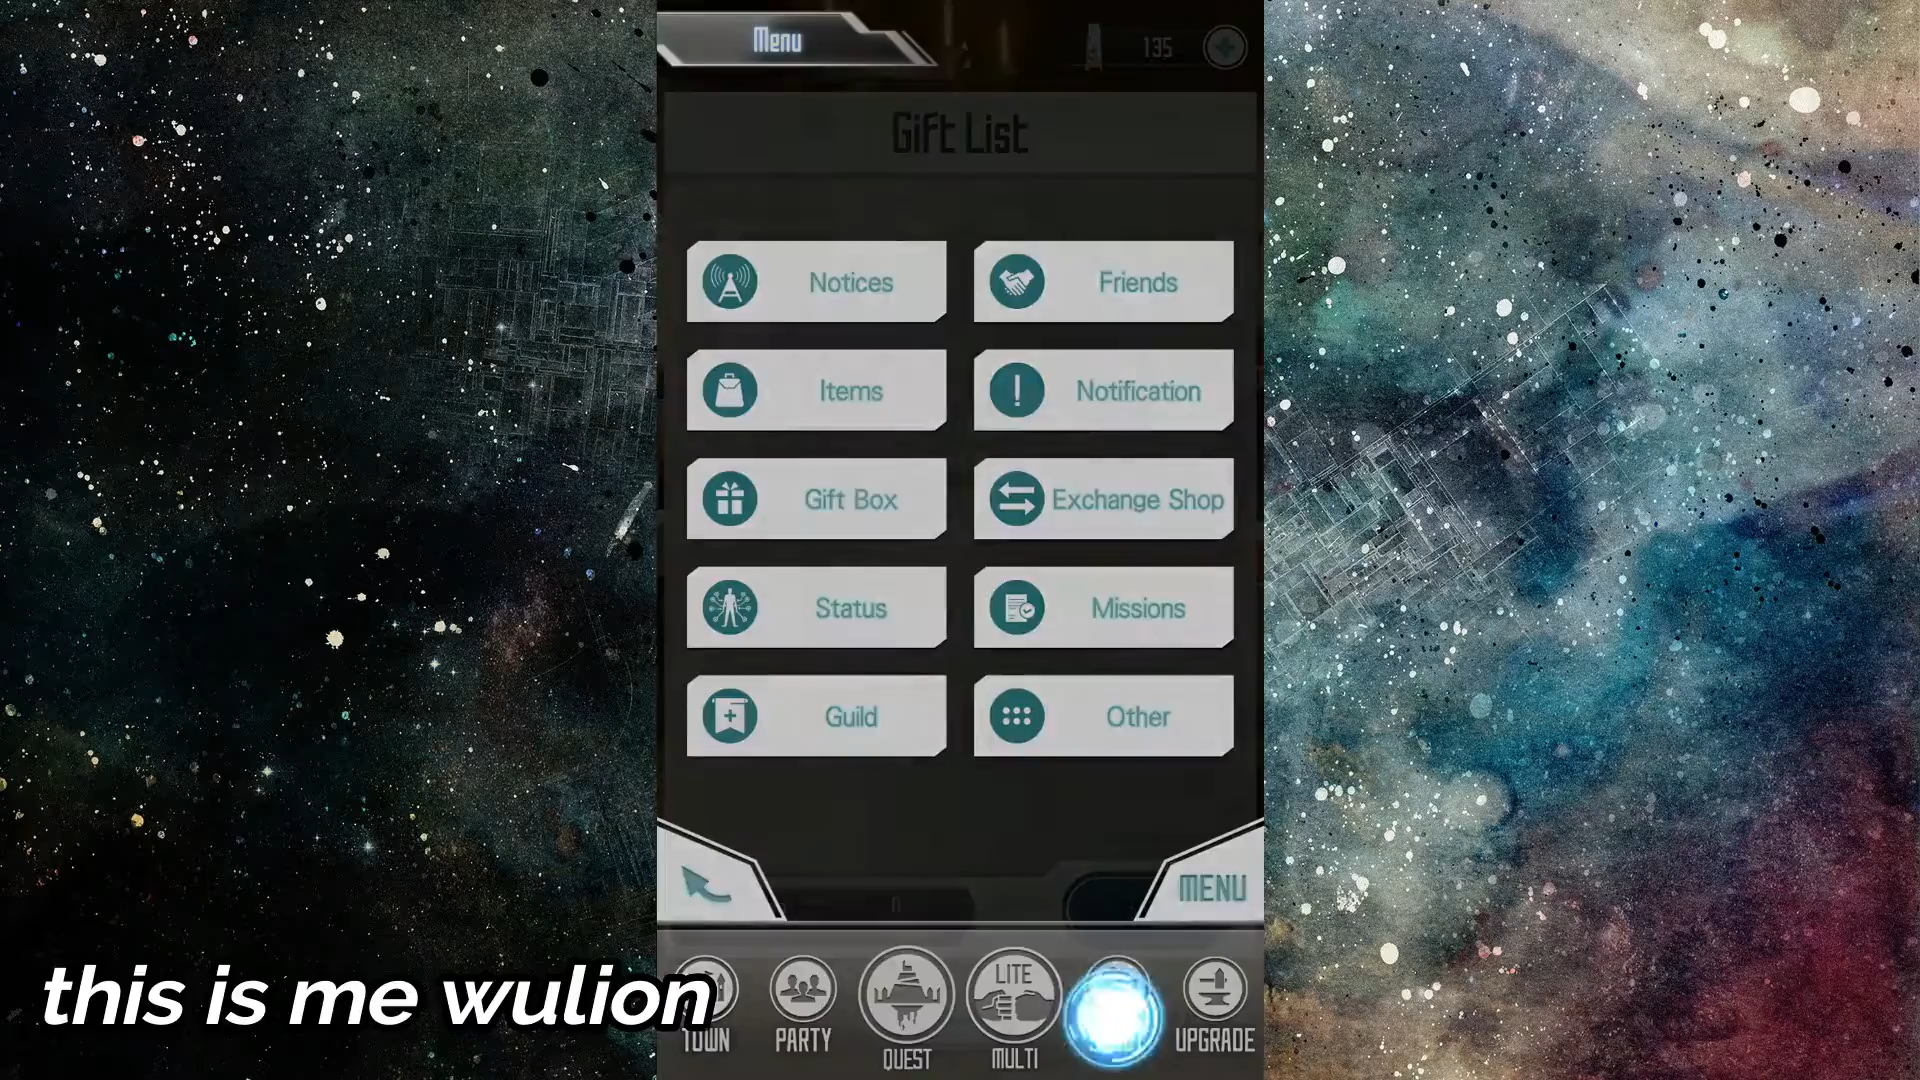 Menu
135
Gift List
Notices
Friends
Items
Notification
Gift Box
Exchange Shop
Status
Missions
Guild
Other
0
MENU
this is me wulion
LITE
TOWN
PARTY
QUEST
MULTI
UPGRADE